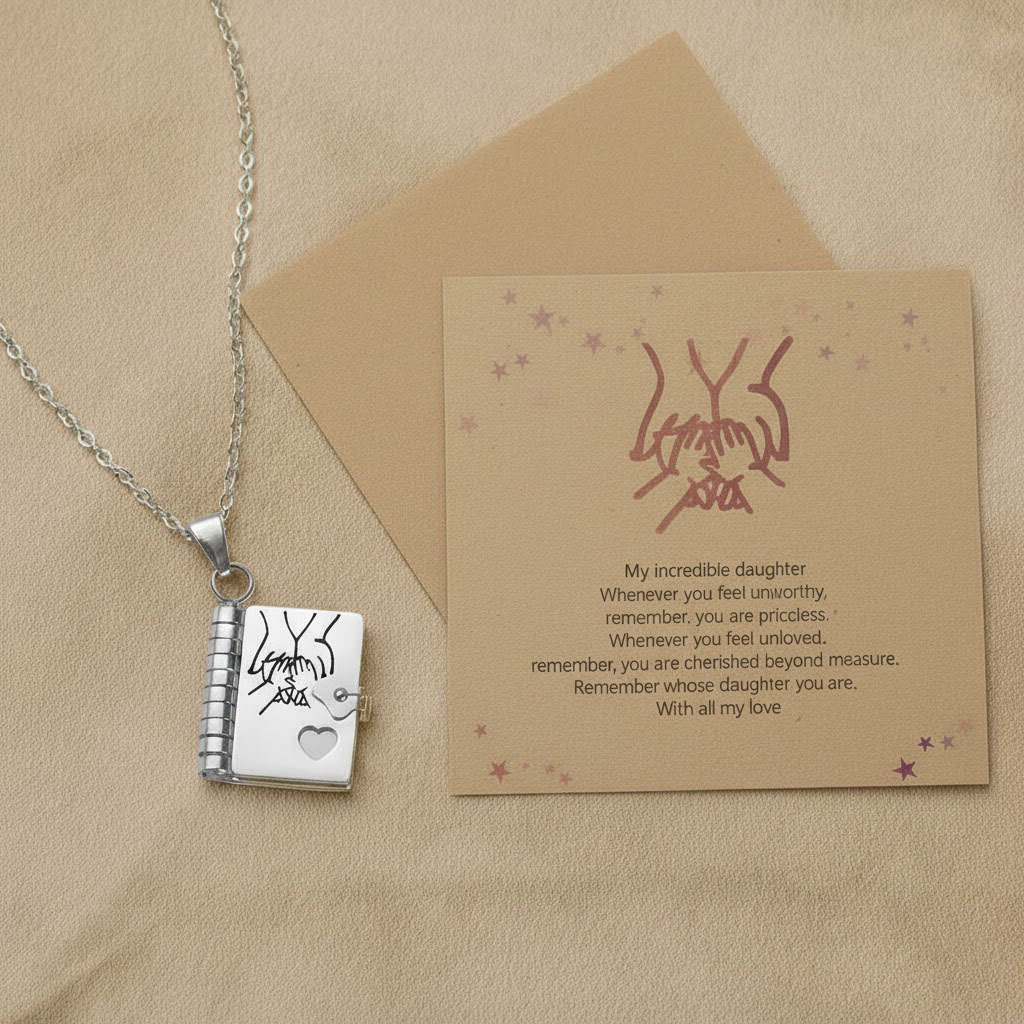 My incredible daughter
Whenever you feel unworthy,
remember. you are priccless.
Whenever you feel unloved.
remember, you are cherished beyond measure.
Remember whose daughter you are.
With all my love